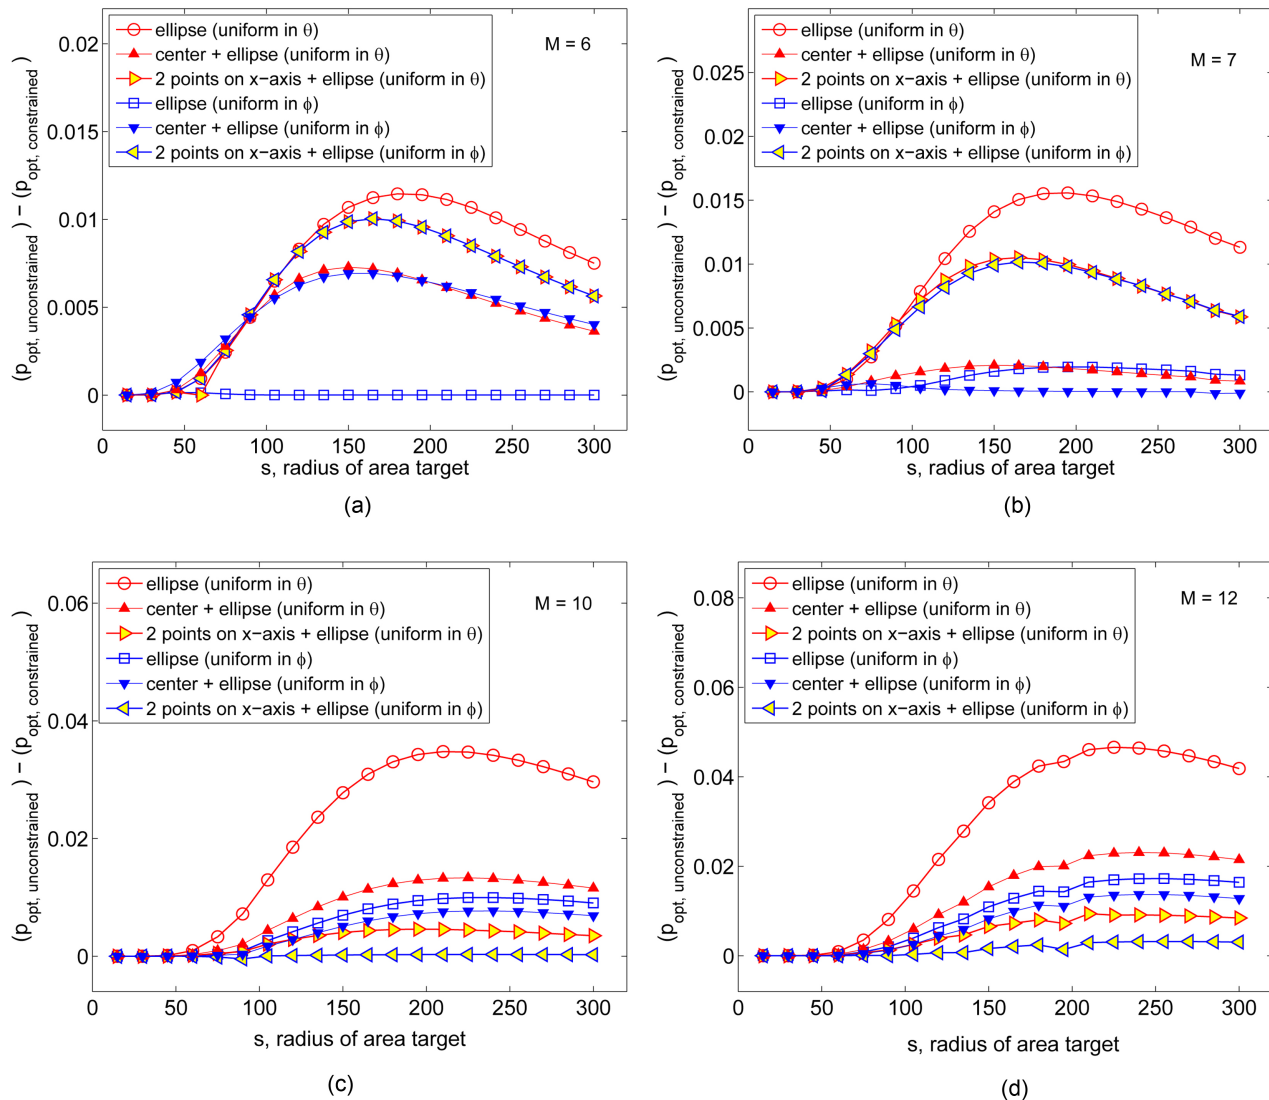 ellipse (uniform in θ)
center + ellipse (uniform in θ)
2 points on x−axis + ellipse (uniform in θ)
ellipse (uniform in ϕ)
center + ellipse (uniform in ϕ)
2 points on x−axis + ellipse (uniform in ϕ)
M = 6
0.02
0.015
0.01
0.005
0
0 50 100 150 200 250 300
(p opt, unconstrained ) − (p opt, constrained )
s, radius of area target
(a)
ellipse (uniform in θ)
center + ellipse (uniform in θ)
2 points on x−axis + ellipse (uniform in θ)
ellipse (uniform in ϕ)
center + ellipse (uniform in ϕ)
2 points on x−axis + ellipse (uniform in ϕ)
M = 7
0.025
0.02
0.015
0.01
0.005
0
0 50 100 150 200 250 300
(p opt, unconstrained ) − (p opt, constrained )
s, radius of area target
(b)
ellipse (uniform in θ)
center + ellipse (uniform in θ)
2 points on x−axis + ellipse (uniform in θ)
ellipse (uniform in ϕ)
center + ellipse (uniform in ϕ)
2 points on x−axis + ellipse (uniform in ϕ)
M = 10
0.06
0.04
0.02
0
0 50 100 150 200 250 300
(p opt, unconstrained ) − (p opt, constrained )
s, radius of area target
(c)
ellipse (uniform in θ)
center + ellipse (uniform in θ)
2 points on x−axis + ellipse (uniform in θ)
ellipse (uniform in ϕ)
center + ellipse (uniform in ϕ)
2 points on x−axis + ellipse (uniform in ϕ)
M = 12
0.08
0.06
0.04
0.02
0
0 50 100 150 200 250 300
(p opt, unconstrained ) − (p opt, constrained )
s, radius of area target
(d)